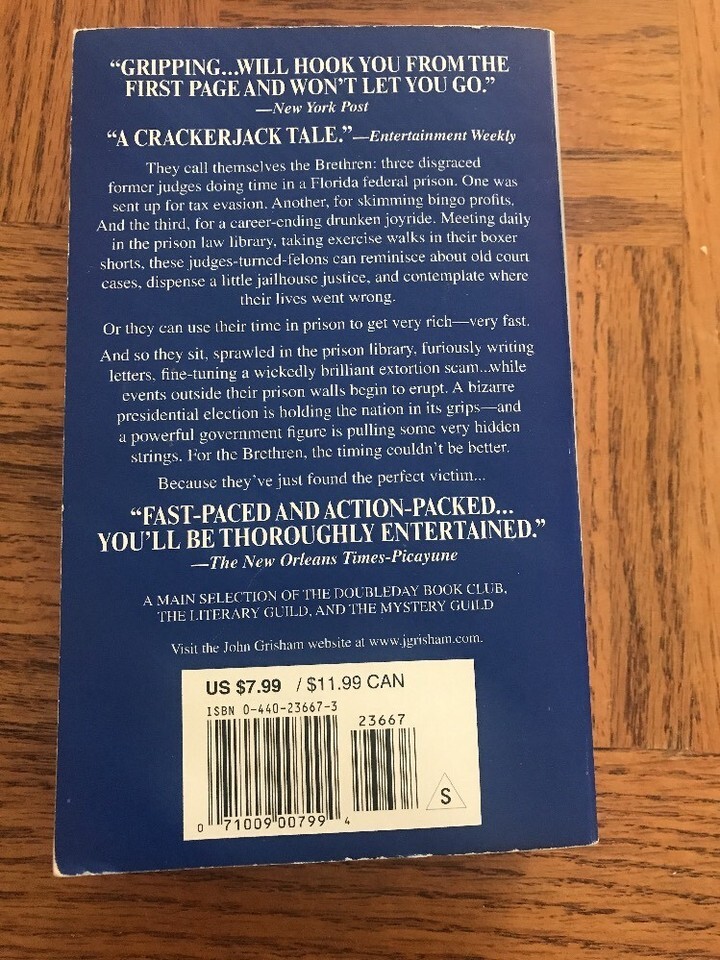 “GRIPPING...WILL HOOK YOU FROM THE
FIRST PAGE AND WON'T LET YOU GO.”
—New York Post
“A CRACKERJACK TALE.”—Entertainment Weekly
They call themselves the Brethren: three disgraced
former judges doing time in a Florida federal prison. One was
sent up for tax evasion. Another, for skimming bingo profits.
And the third, for a career-ending drunken joyride. Meeting daily
in the prison law library, taking exercise walks in their boxer
shorts, these judges-turned-felons can reminisce about old court
cases, dispense a little jailhouse justice, and contemplate where
their lives went wrong.
Or they can use their time in prison to get very rich—very fast.
And so they sit, sprawled in the prison library, furiously writing
letters, fine-tuning a wickedly brilliant extortion scam...while
events outside their prison walls begin to erupt. A bizarre
presidential election is holding the nation in its grips—and
a powerful government figure is pulling some very hidden
strings. For the Brethren, the timing couldn't be better.
Because they've just found the perfect victim...
“FAST-PACED AND ACTION-PACKED...
YOU'LL BE THOROUGHLY ENTERTAINED.”
—The New Orleans Times-Picayune
A MAIN SELECTION OF THE DOUBLEDAY BOOK CLUB,
THE LITERARY GUILD, AND THE MYSTERY GUILD
Visit the John Grisham website at www.jgrisham.com.
US $7.99 / $11.99 CAN
ISBN 0-440-23667-3
23667
S
0 71009 00799 4